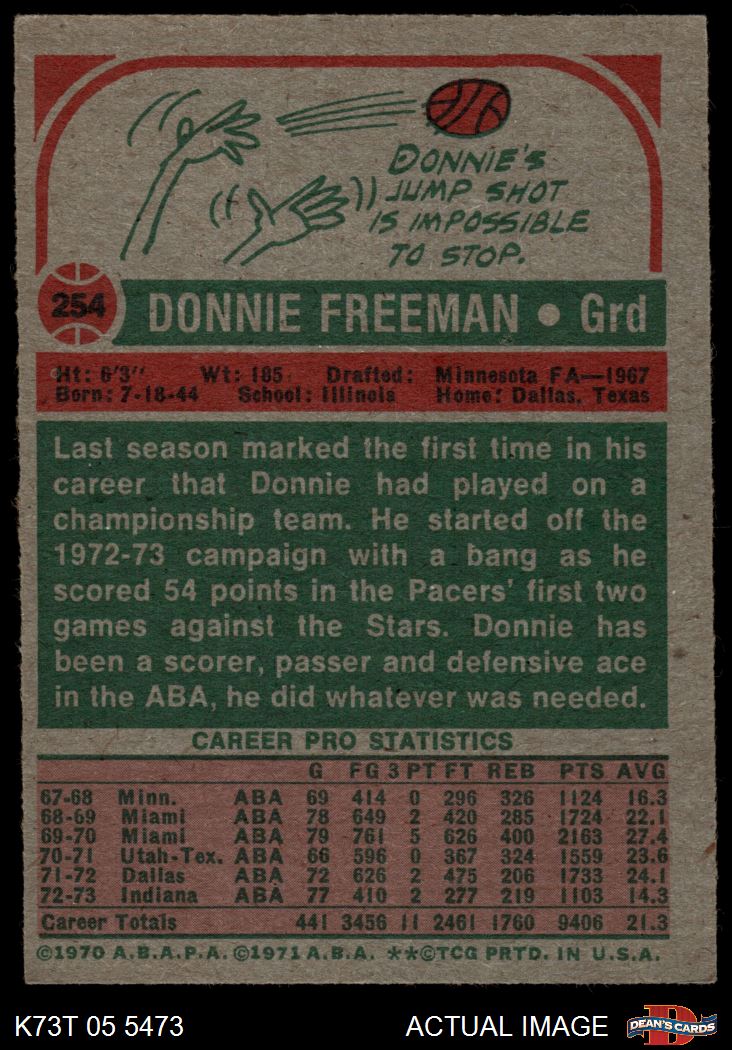 DONNIE'S
JUMP SHOT
IS IMPOSSIBLE
TO STOP.
254 DONNIE FREEMAN • Grd
Ht: 6'3" Wt: 185 Drafted: Minnesota FA—1967
Born: 7-18-44 School: Illinois Home: Dallas, Texas
Last season marked the first time in his
career that Donnie had played on a
championship team. He started off the
1972-73 campaign with a bang as he
scored 54 points in the Pacers' first two
games against the Stars. Donnie has
been a scorer, passer and defensive ace
in the ABA, he did whatever was needed.
CAREER PRO STATISTICS
G FG 3 PT FT REB PTS AVG
67-68 Minn. ABA 69 414 0 296 326 1124 16.3
68-69 Miami ABA 78 649 2 420 285 1724 22.1
69-70 Miami ABA 79 761 5 626 400 2163 27.4
70-71 Utah-Tex. ABA 66 596 0 367 324 1559 23.6
71-72 Dallas ABA 72 626 2 475 206 1733 24.1
72-73 Indiana ABA 77 410 2 277 219 1103 14.3
Career Totals 441 3456 11 2461 1760 9406 21.3
©1970 A.B.A.P.A. ©1971 A.B.A. **©TCG PRTD. IN U.S.A.
K73T 05 5473 ACTUAL IMAGE DEAN'S CARDS